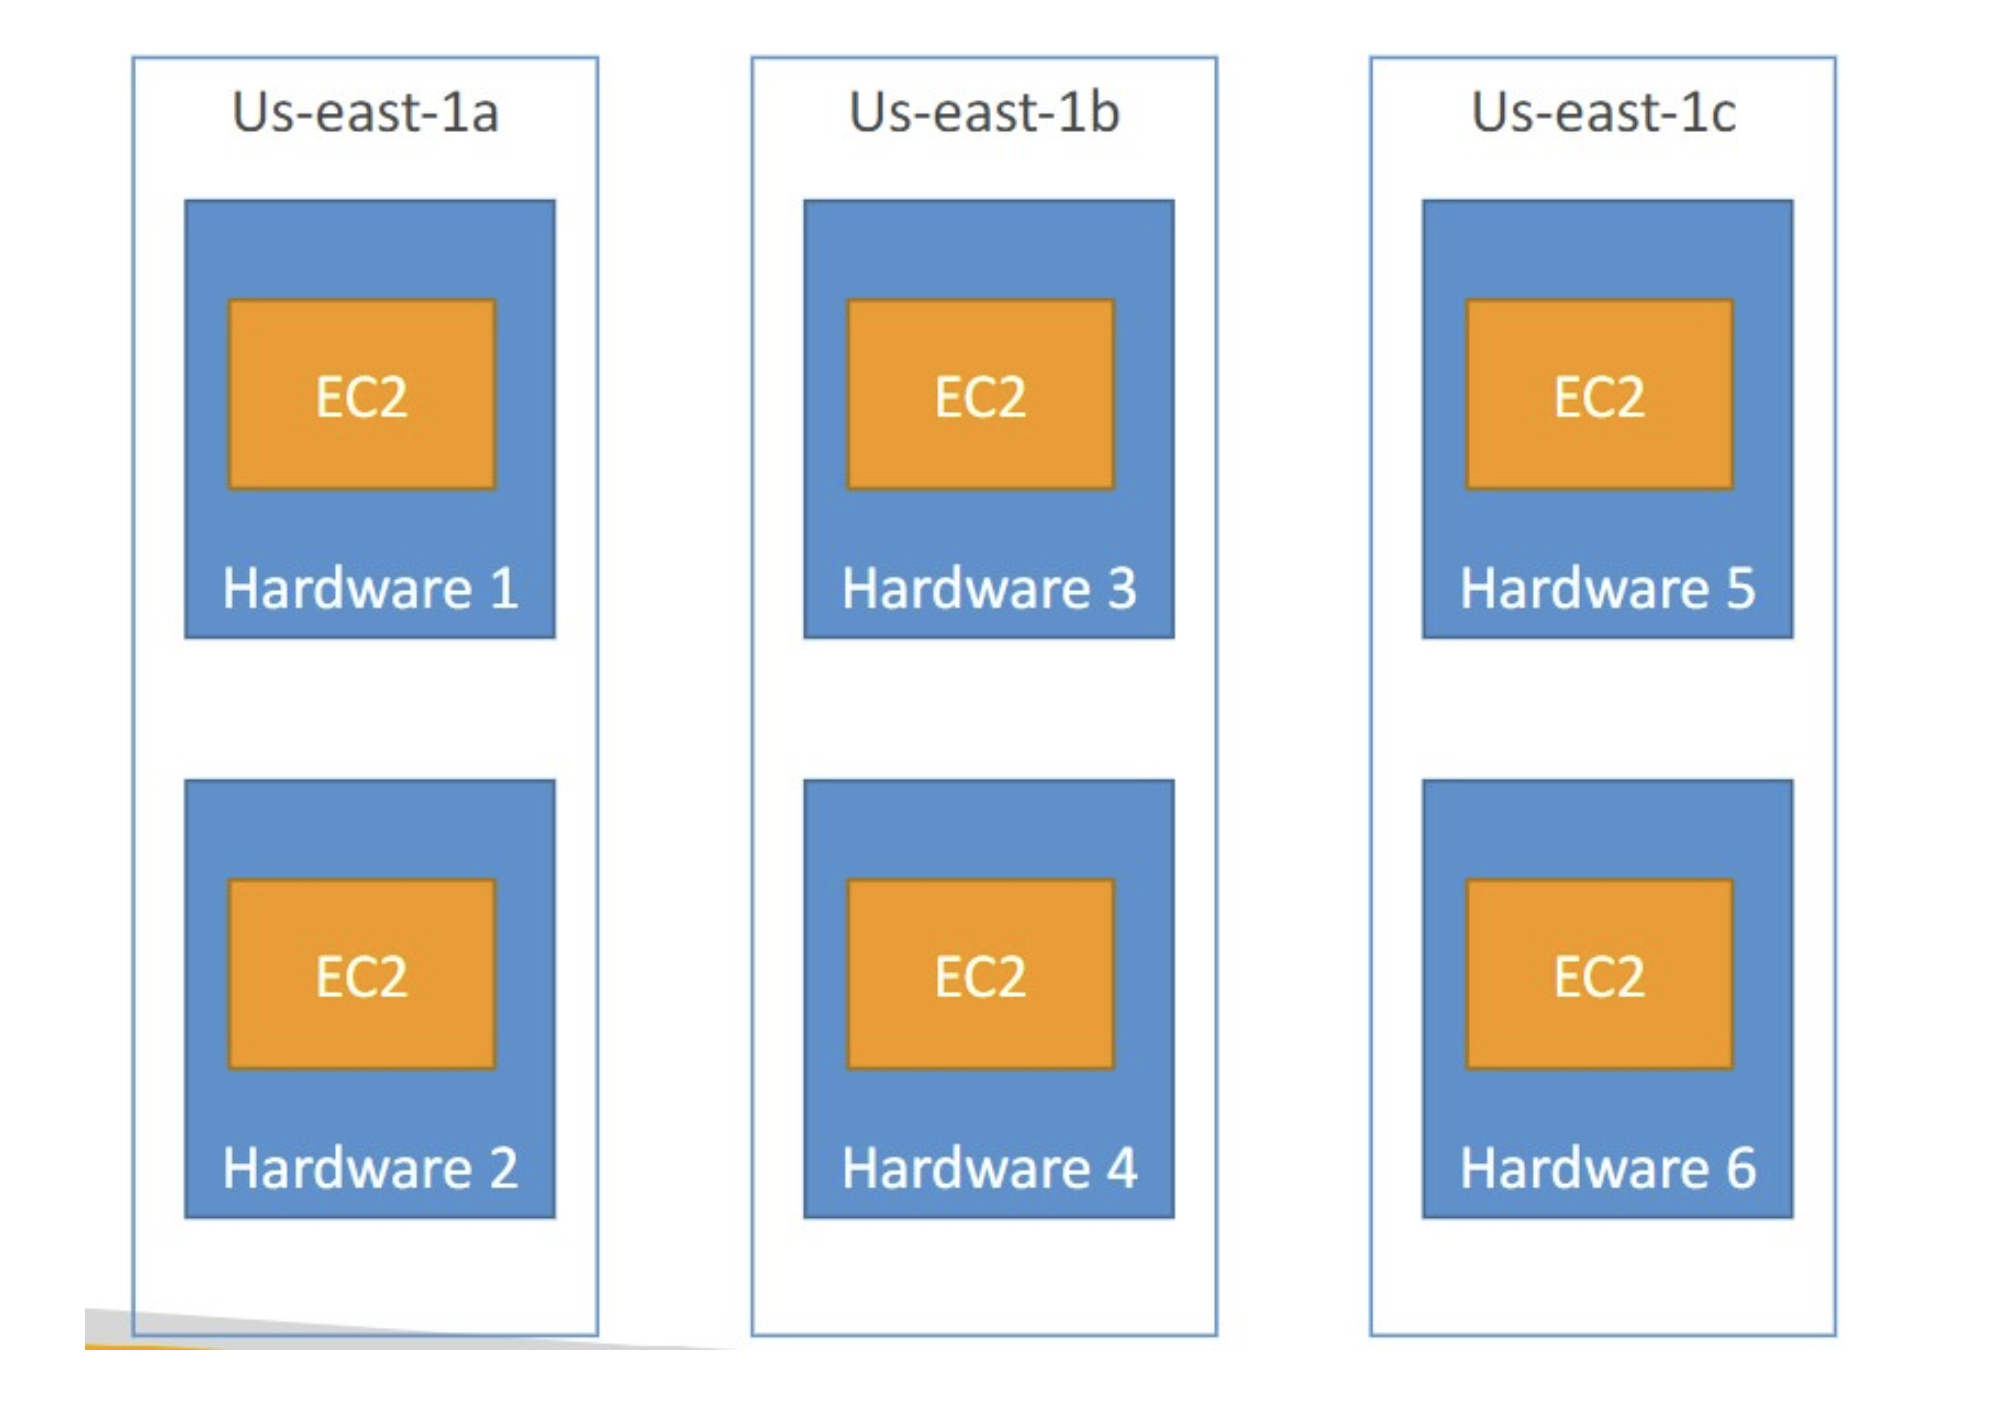 Us-east-1a
EC2
Hardware 1
EC2
Hardware 2
Us-east-1b
EC2
Hardware 3
EC2
Hardware 4
Us-east-1c
EC2
Hardware 5
EC2
Hardware 6